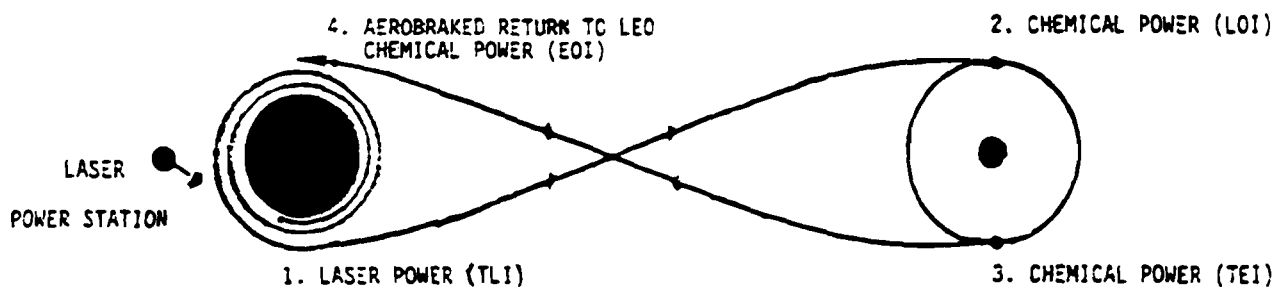 4. AEROBRAKED RETURN TO LEO
CHEMICAL POWER (EOI)
2. CHEMICAL POWER (LOI)
LASER
POWER STATION
1. LASER POWER (TLI)
3. CHEMICAL POWER (TEI)